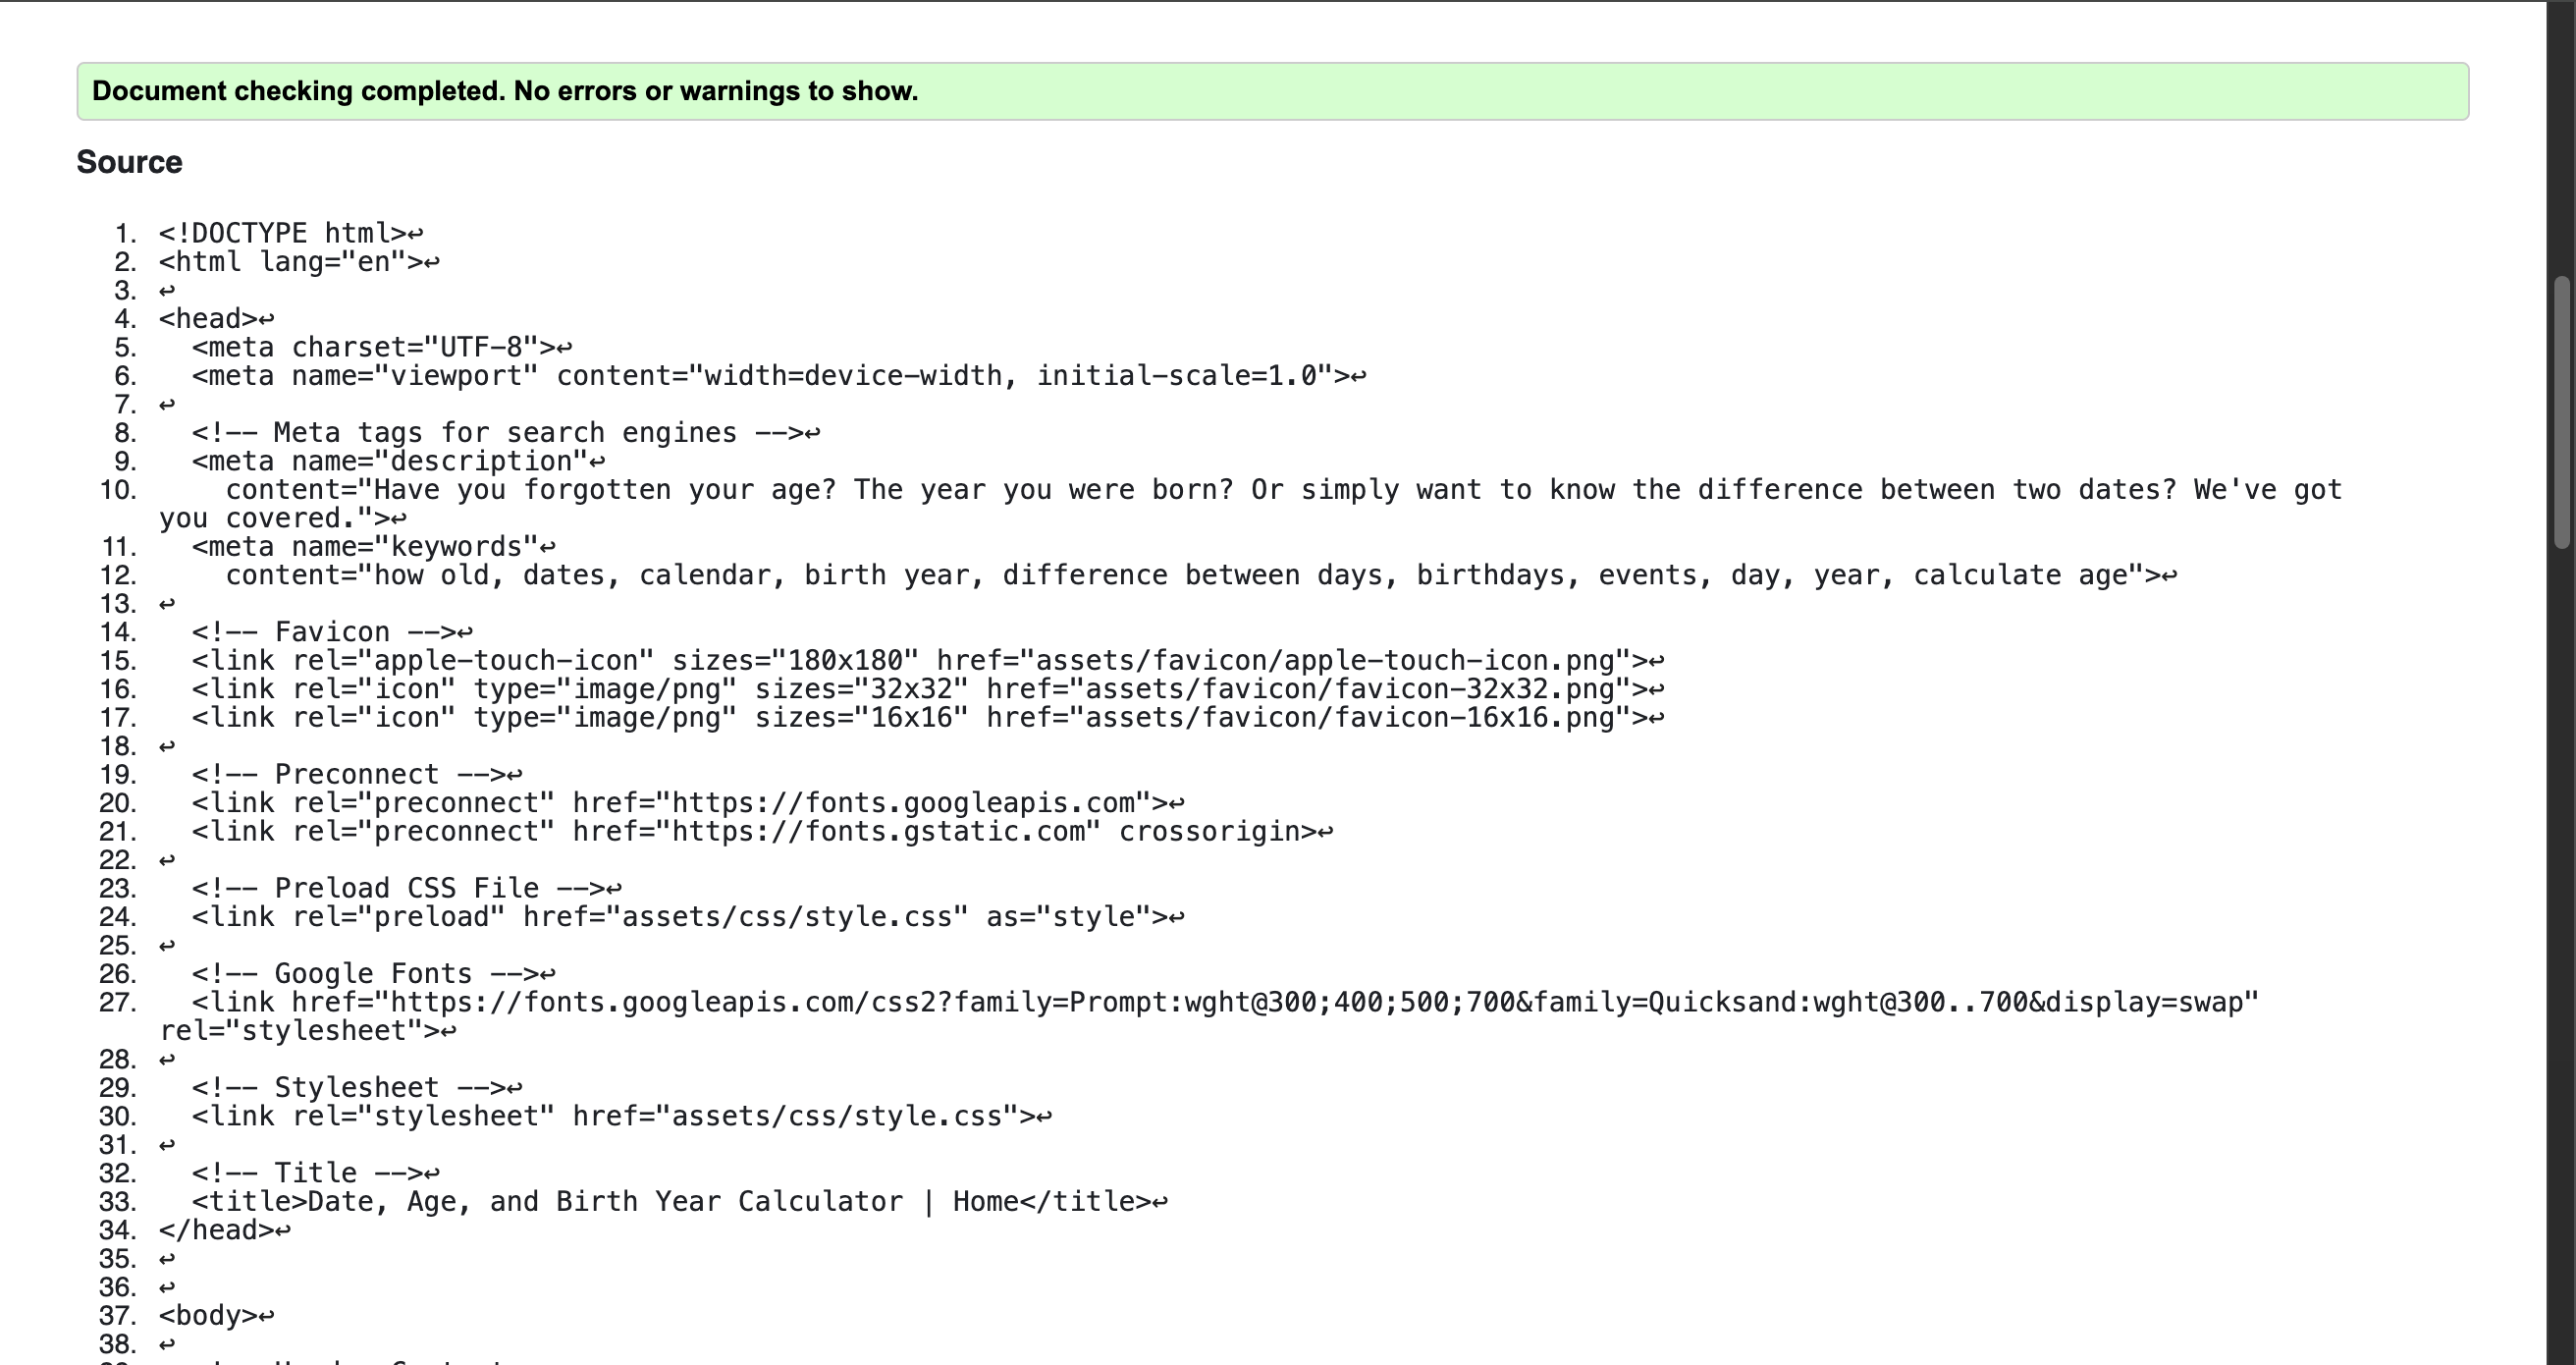 Document checking completed. No errors or warnings to show.
Source
1. <!DOCTYPE html>↩
2. <html lang="en">↩
3. ↩
4. <head>↩
5.   <meta charset="UTF-8">↩
6.   <meta name="viewport" content="width=device-width, initial-scale=1.0">↩
7. ↩
8.   <!-- Meta tags for search engines -->↩
9.   <meta name="description"↩
10.     content="Have you forgotten your age? The year you were born? Or simply want to know the difference between two dates? We've got
you covered.">↩
11.   <meta name="keywords"↩
12.     content="how old, dates, calendar, birth year, difference between days, birthdays, events, day, year, calculate age">↩
13. ↩
14.   <!-- Favicon -->↩
15.   <link rel="apple-touch-icon" sizes="180x180" href="assets/favicon/apple-touch-icon.png">↩
16.   <link rel="icon" type="image/png" sizes="32x32" href="assets/favicon/favicon-32x32.png">↩
17.   <link rel="icon" type="image/png" sizes="16x16" href="assets/favicon/favicon-16x16.png">↩
18. ↩
19.   <!-- Preconnect -->↩
20.   <link rel="preconnect" href="https://fonts.googleapis.com">↩
21.   <link rel="preconnect" href="https://fonts.gstatic.com" crossorigin>↩
22. ↩
23.   <!-- Preload CSS File -->↩
24.   <link rel="preload" href="assets/css/style.css" as="style">↩
25. ↩
26.   <!-- Google Fonts -->↩
27.   <link href="https://fonts.googleapis.com/css2?family=Prompt:wght@300;400;500;700&family=Quicksand:wght@300..700&display=swap"
rel="stylesheet">↩
28. ↩
29.   <!-- Stylesheet -->↩
30.   <link rel="stylesheet" href="assets/css/style.css">↩
31. ↩
32.   <!-- Title -->↩
33.   <title>Date, Age, and Birth Year Calculator | Home</title>↩
34. </head>↩
35. ↩
36. ↩
37. <body>↩
38. ↩